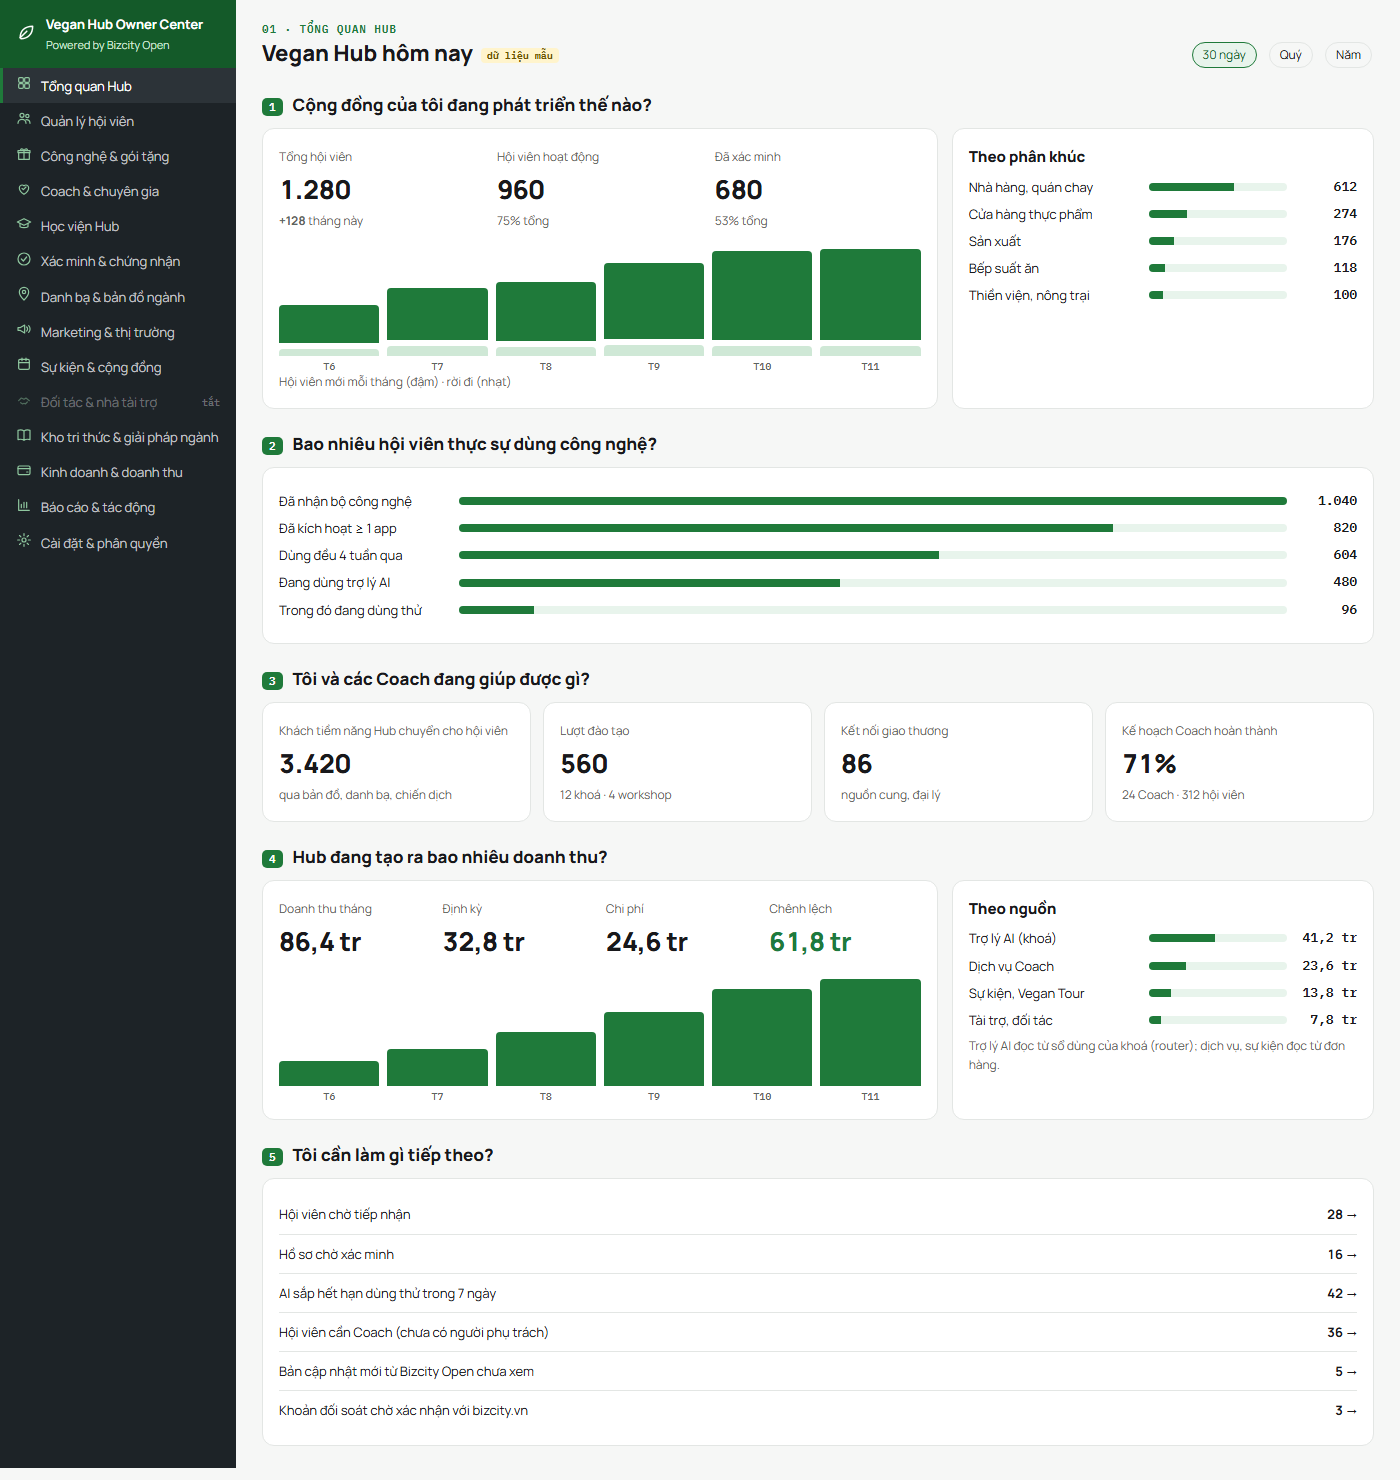 Vegan Hub Owner Center
Powered by Bizcity Open
Tổng quan Hub
Quản lý hội viên
Công nghệ & gói tặng
Coach & chuyên gia
Học viện Hub
Xác minh & chứng nhận
Danh bạ & bản đồ ngành
Marketing & thị trường
Sự kiện & cộng đồng
Đối tác & nhà tài trợ tắt
Kho tri thức & giải pháp ngành
Kinh doanh & doanh thu
Báo cáo & tác động
Cài đặt & phân quyền
01 · TỔNG QUAN HUB
Vegan Hub hôm nay dữ liệu mẫu
30 ngày Quý Năm
1 Cộng đồng của tôi đang phát triển thế nào?
Tổng hội viên Hội viên hoạt động Đã xác minh
1.280 960 680
+128 tháng này 75% tổng 53% tổng
T6 T7 T8 T9 T10 T11
Hội viên mới mỗi tháng (đậm) · rời đi (nhạt)
Theo phân khúc
Nhà hàng, quán chay 612
Cửa hàng thực phẩm 274
Sản xuất 176
Bếp suất ăn 118
Thiền viện, nông trại 100
2 Bao nhiêu hội viên thực sự dùng công nghệ?
Đã nhận bộ công nghệ 1.040
Đã kích hoạt ≥ 1 app 820
Dùng đều 4 tuần qua 604
Đang dùng trợ lý AI 480
Trong đó đang dùng thử 96
3 Tôi và các Coach đang giúp được gì?
Khách tiềm năng Hub chuyển cho hội viên
3.420
qua bản đồ, danh bạ, chiến dịch
Lượt đào tạo
560
12 khoá · 4 workshop
Kết nối giao thương
86
nguồn cung, đại lý
Kế hoạch Coach hoàn thành
71%
24 Coach · 312 hội viên
4 Hub đang tạo ra bao nhiêu doanh thu?
Doanh thu tháng Định kỳ Chi phí Chênh lệch
86,4 tr 32,8 tr 24,6 tr 61,8 tr
T6 T7 T8 T9 T10 T11
Theo nguồn
Trợ lý AI (khoá) 41,2 tr
Dịch vụ Coach 23,6 tr
Sự kiện, Vegan Tour 13,8 tr
Tài trợ, đối tác 7,8 tr
Trợ lý AI đọc từ số dùng của khoá (router); dịch vụ, sự kiện đọc từ đơn
hàng.
5 Tôi cần làm gì tiếp theo?
Hội viên chờ tiếp nhận 28 →
Hồ sơ chờ xác minh 16 →
AI sắp hết hạn dùng thử trong 7 ngày 42 →
Hội viên cần Coach (chưa có người phụ trách) 36 →
Bản cập nhật mới từ Bizcity Open chưa xem 5 →
Khoản đối soát chờ xác nhận với bizcity.vn 3 →